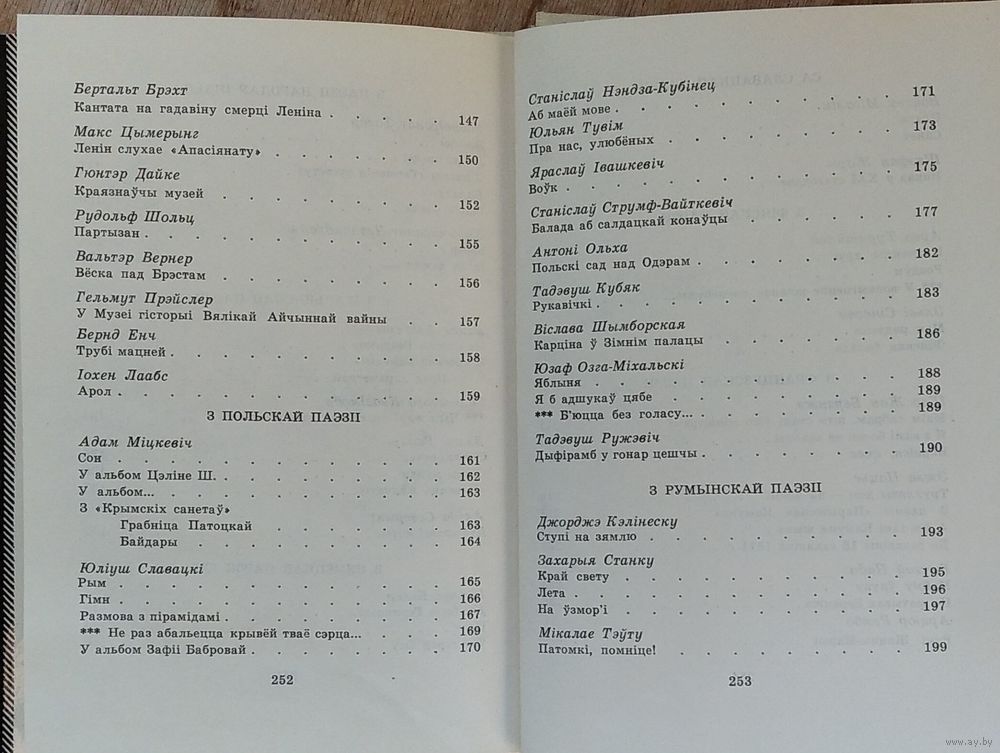 Бертальт Брэхт
Кантата на гадавіну смерці Леніна . . . . 147
Макс Цымерынг
Ленін слухае «Апасіянату» . . . . . . . 150
Гюнтэр Дайке
Краязнаўчы музей . . . . . . . . . 152
Рудольф Шольц
Партызан . . . . . . . . . . . 155
Вальтэр Вернер
Вёска пад Брэстам . . . . . . . . . 156
Гельмут Прэйслер
У Музеі гісторыі Вялікай Айчыннай вайны . . 157
Бернд Енч
Трубі мацней . . . . . . . . . . 158
Іохен Лаабс
Арол . . . . . . . . . . . . . 159
З ПОЛЬСКАЙ ПАЭЗІІ
Адам Міцкевіч
Сон . . . . . . . . . . . . . 161
У альбом Цэліне Ш. . . . . . . . . . 162
У альбом... . . . . . . . . . . . 163
З «Крымскіх санетаў»
Грабніца Патоцкай . . . . . . . . 163
Байдары . . . . . . . . . . . 164
Юліуш Славацкі
Рым . . . . . . . . . . . . . 165
Гімн . . . . . . . . . . . . . 166
Размова з пірамідамі . . . . . . . . . 167
*** Не раз абальецца крывёй тваё сэрца... . . . 169
У альбом Зафіі Бабровай . . . . . . . . 170
252
Станіслаў Нэндза-Кубінец
Аб маёй мове . . . . . . . . . . . 171
Юльян Тувім
Пра нас, улюбёных . . . . . . . . . 173
Яраслаў Івашкевіч
Воўк . . . . . . . . . . . . . 175
Станіслаў Струмф-Вайткевіч
Балада аб салдацкай конаўцы . . . . . . 177
Антоні Ольха
Польскі сад над Одэрам . . . . . . . . 182
Тадэвуш Кубяк
Рукавічкі . . . . . . . . . . . . 183
Віслава Шымборская
Карціна ў Зімнім палацы . . . . . . . 186
Юзаф Озга-Міхальскі
Яблыня . . . . . . . . . . . . 188
Я б адшукаў цябе . . . . . . . . . 189
*** Б'юцца без голасу... . . . . . . . . 189
Тадэвуш Ружэвіч
Дыфірамб у гонар цешчы . . . . . . . . 190
З РУМЫНСКАЙ ПАЭЗІІ
Джорджэ Кэлінеску
Ступі на зямлю . . . . . . . . . . 193
Захарыя Станку
Край свету . . . . . . . . . . . 195
Лета . . . . . . . . . . . . . 196
На ўзмор'і . . . . . . . . . . . 197
Мікалае Тэўту
Патомкі, помніце! . . . . . . . . . 199
253
www.ay.by